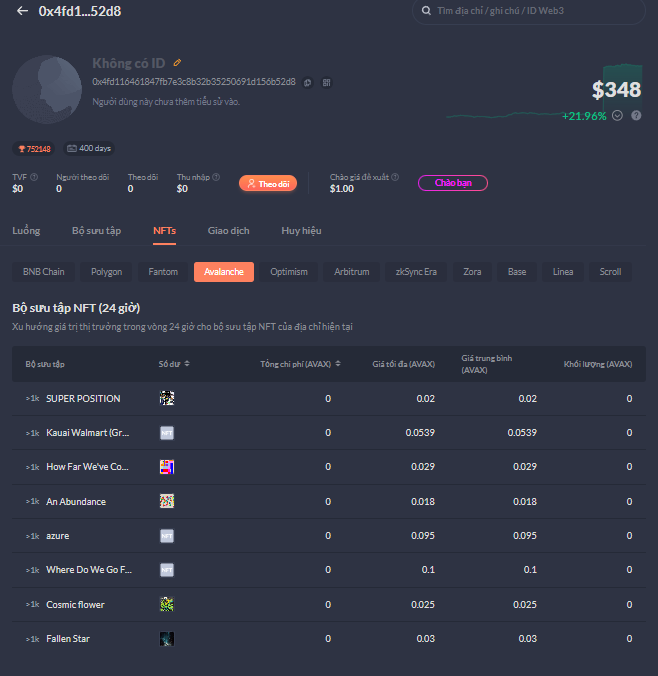 0x4fd1...52d8
Tìm địa chỉ / ghi chú / ID Web3
Không có ID
0x4fd116461847fb7e3c8b32b35250691d156b52d8
Người dùng này chưa thêm tiểu sử vào.
$348
+21.96%
752148
400 days
TVF Người theo dõi Theo dõi Thu nhập Chào giá đề xuất
$0 0 0 $0 Theo dõi $1.00 Chào bạn
Luồng Bộ sưu tập NFTs Giao dịch Huy hiệu
BNB Chain Polygon Fantom Avalanche Optimism Arbitrum zkSync Era Zora Base Linea Scroll
Bộ sưu tập NFT (24 giờ)
Xu hướng giá trị thị trường trong vòng 24 giờ cho bộ sưu tập NFT của địa chỉ hiện tại
Bộ sưu tập Số dư Tổng chi phí (AVAX) Giá tối đa (AVAX) Giá trung bình (AVAX) Khối lượng (AVAX)
>1k SUPER POSITION 0 0.02 0.02 0
>1k Kauai Walmart (Gr... NFT 0 0.0539 0.0539 0
>1k How Far We've Co... 0 0.029 0.029 0
>1k An Abundance 0 0.018 0.018 0
>1k azure NFT 0 0.095 0.095 0
>1k Where Do We Go F... NFT 0 0.1 0.1 0
>1k Cosmic flower 0 0.025 0.025 0
>1k Fallen Star 0 0.03 0.03 0